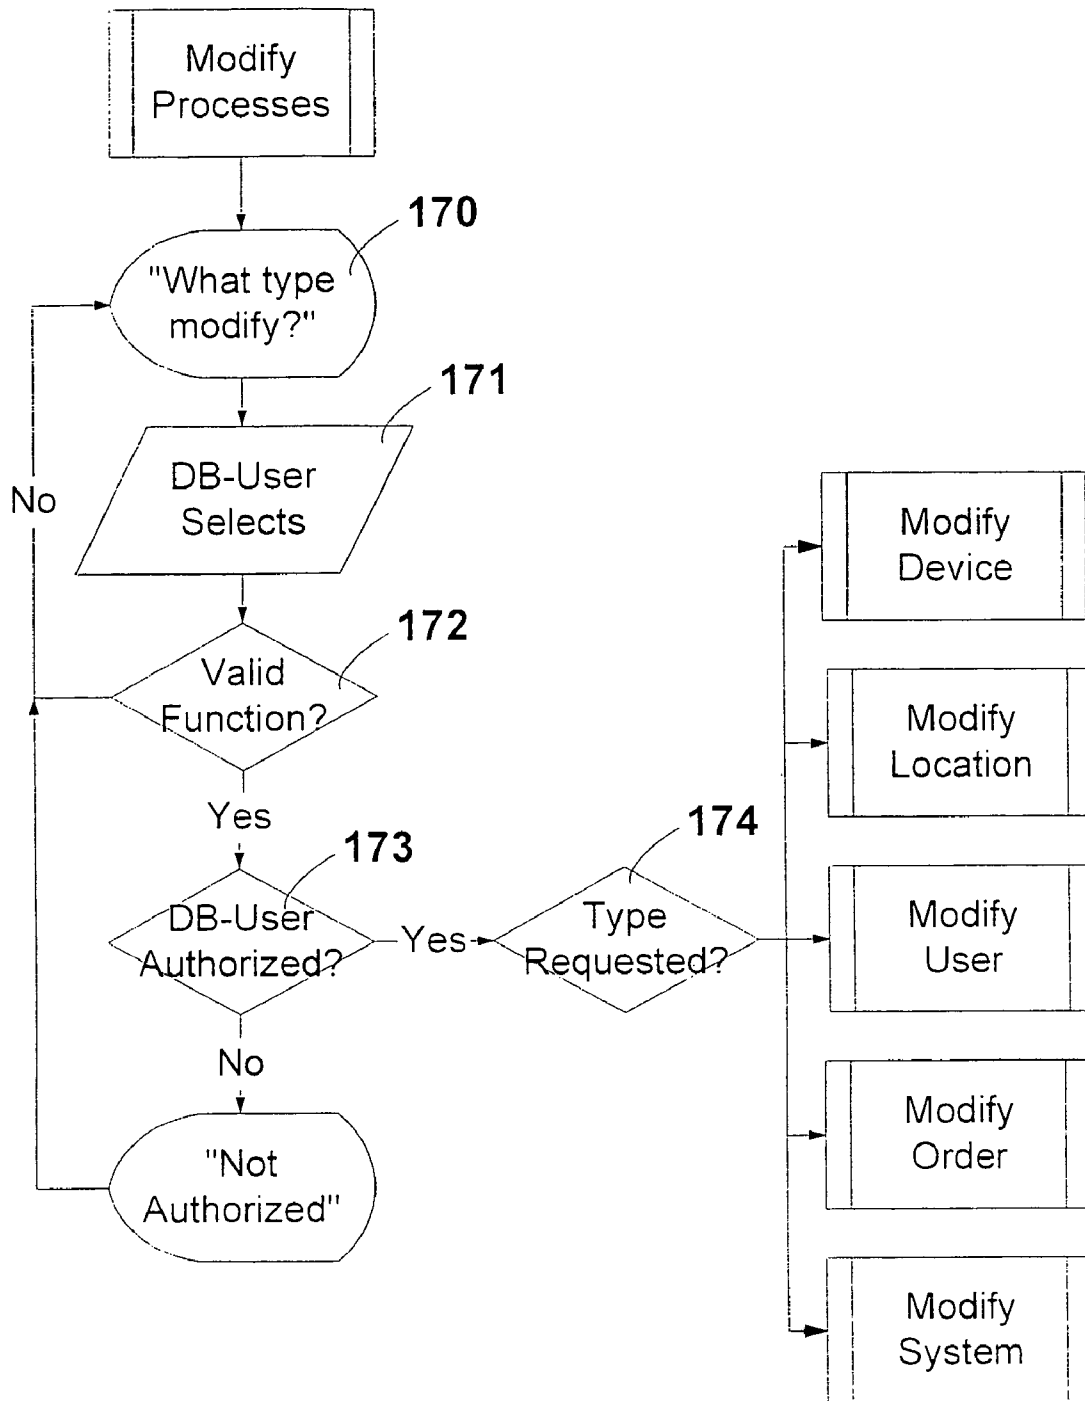 Modify
Processes
170
"What type
modify?"
171
DB-User
Selects
No
172
Valid
Function?
Yes
173
DB-User
Authorized?
Yes
174
Type
Requested?
No
"Not
Authorized"
Modify
Device
Modify
Location
Modify
User
Modify
Order
Modify
System